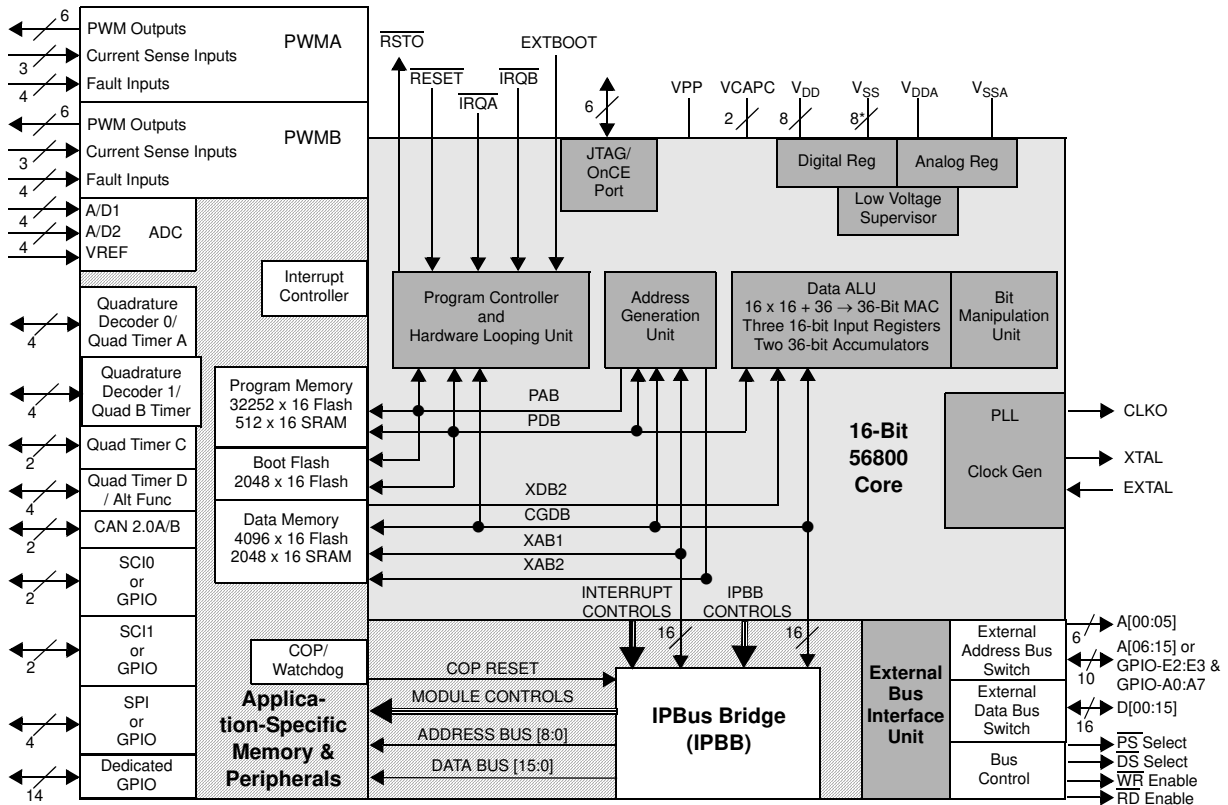 6
PWM Outputs
PWMA
Current Sense Inputs
3
Fault Inputs
4
6
PWM Outputs
PWMB
Current Sense Inputs
3
Fault Inputs
4
A/D1
4
A/D2
ADC
4
VREF
Quadrature
Decoder 0/
Quad Timer A
4
Quadrature
Decoder 1/
Quad B Timer
4
Quad Timer C
2
Quad Timer D
/ Alt Func
4
CAN 2.0A/B
2
SCI0
or
GPIO
2
SCI1
or
GPIO
2
SPI
or
GPIO
4
Dedicated
GPIO
14
Interrupt
Controller
Program Memory
32252 x 16 Flash
512 x 16 SRAM
Boot Flash
2048 x 16 Flash
Data Memory
4096 x 16 Flash
2048 x 16 SRAM
COP/
Watchdog
Applica-
tion-Specific
Memory &
Peripherals
RSTO
RESET
IRQA
IRQB
EXTBOOT
6
JTAG/
OnCE
Port
VPP
VCAPC
2
VDD
8
VSS
8*
VDDA
VSSA
Digital Reg
Analog Reg
Low Voltage
Supervisor
Program Controller
and
Hardware Looping Unit
Address
Generation
Unit
Data ALU
16 x 16 + 36 → 36-Bit MAC
Three 16-bit Input Registers
Two 36-bit Accumulators
Bit
Manipulation
Unit
PAB
PDB
XDB2
CGDB
XAB1
XAB2
16-Bit
56800
Core
PLL
Clock Gen
CLKO
XTAL
EXTAL
INTERRUPT
CONTROLS
16
IPBB
CONTROLS
16
COP RESET
MODULE CONTROLS
ADDRESS BUS [8:0]
DATA BUS [15:0]
IPBus Bridge
(IPBB)
External
Bus
Interface
Unit
External
Address Bus
Switch
External
Data Bus
Switch
Bus
Control
6
A[00:05]
10
A[06:15] or
GPIO-E2:E3 &
GPIO-A0:A7
16
D[00:15]
PS Select
DS Select
WR Enable
RD Enable